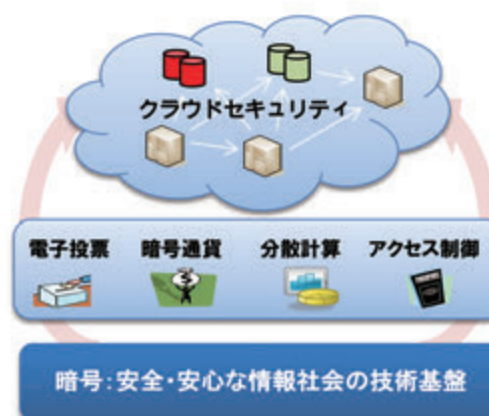 クラウドセキュリティ
電子投票 暗号通貨 分散計算 アクセス制御
暗号：安全・安心な情報社会の技術基盤